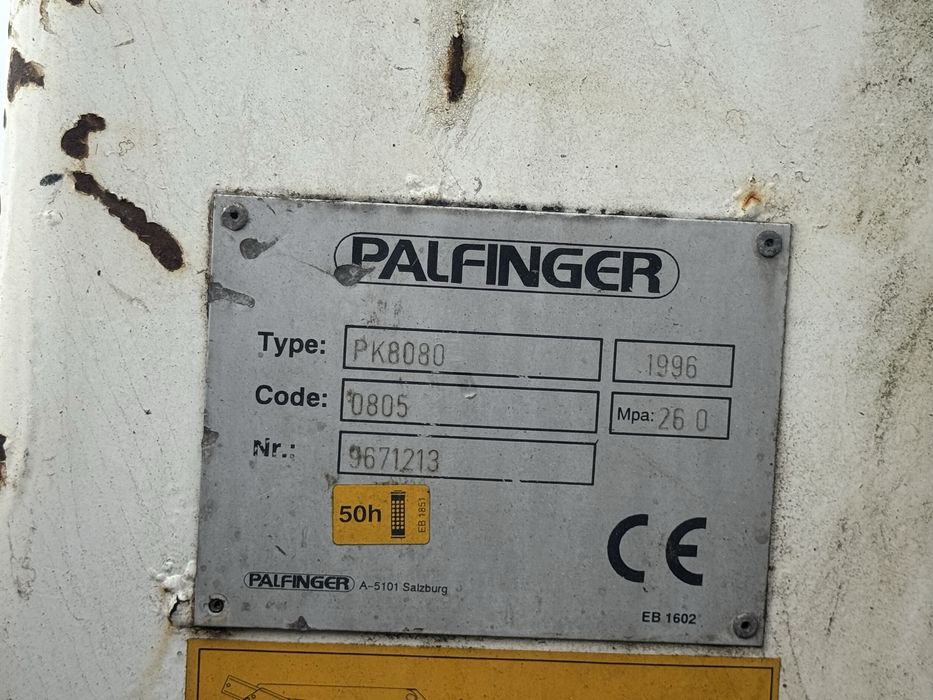 PALFINGER
Type: PK8080 1996
Code: 0805 Mpa: 26 0
Nr.: 9671213
50h EB 1851
PALFINGER A-5101 Salzburg
CE
EB 1602